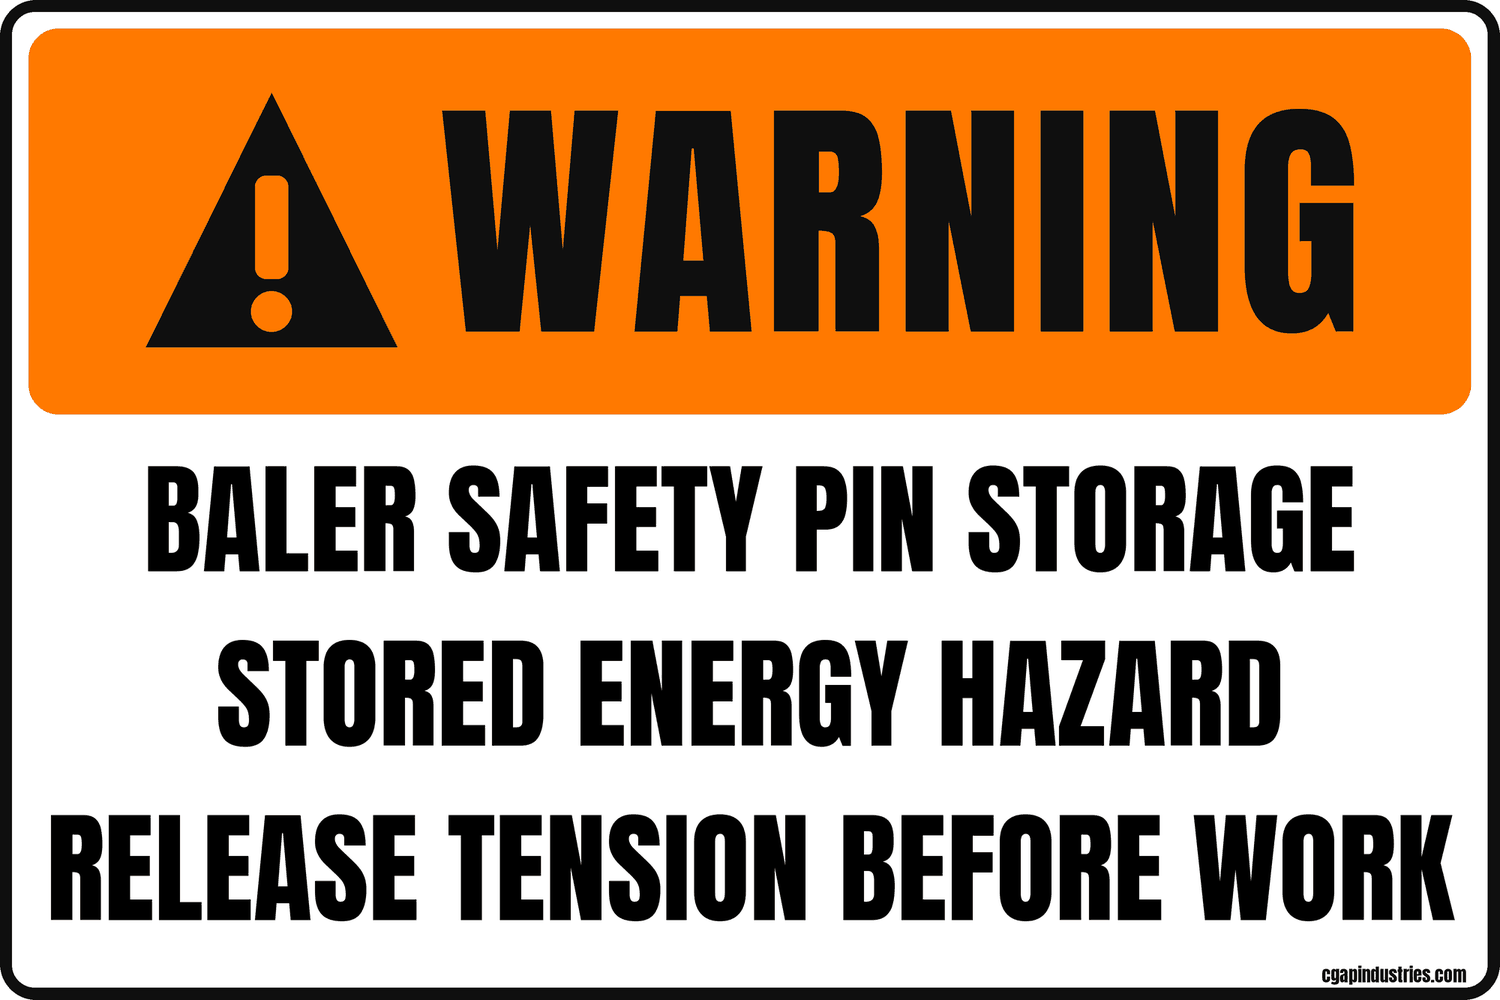 WARNING
BALER SAFETY PIN STORAGE
STORED ENERGY HAZARD
RELEASE TENSION BEFORE WORK
cgapindustries.com